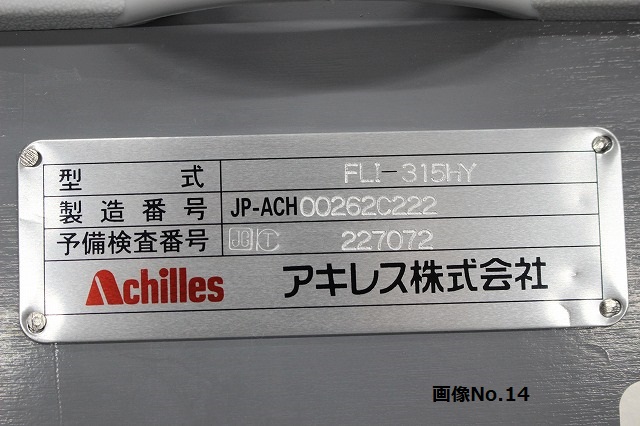 型式 FLI-315HY
製造番号 JP-ACH00262C222
予備検査番号 JCI 227072
Achilles アキレス株式会社
画像No.14